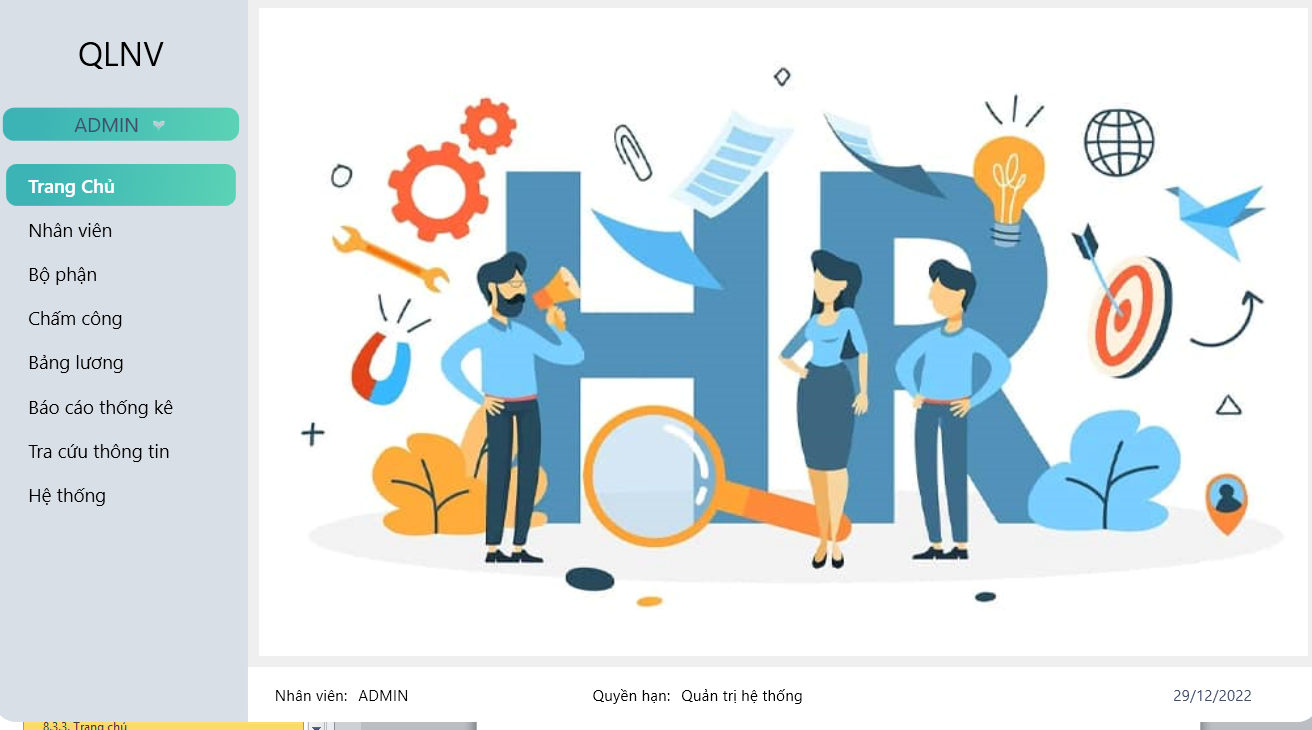 QLNV
ADMIN
Trang Chủ
Nhân viên
Bộ phận
Chấm công
Bảng lương
Báo cáo thống kê
Tra cứu thông tin
Hệ thống
HR
Nhân viên: ADMIN
Quyền hạn: Quản trị hệ thống
29/12/2022
8.3.3. Trang chủ